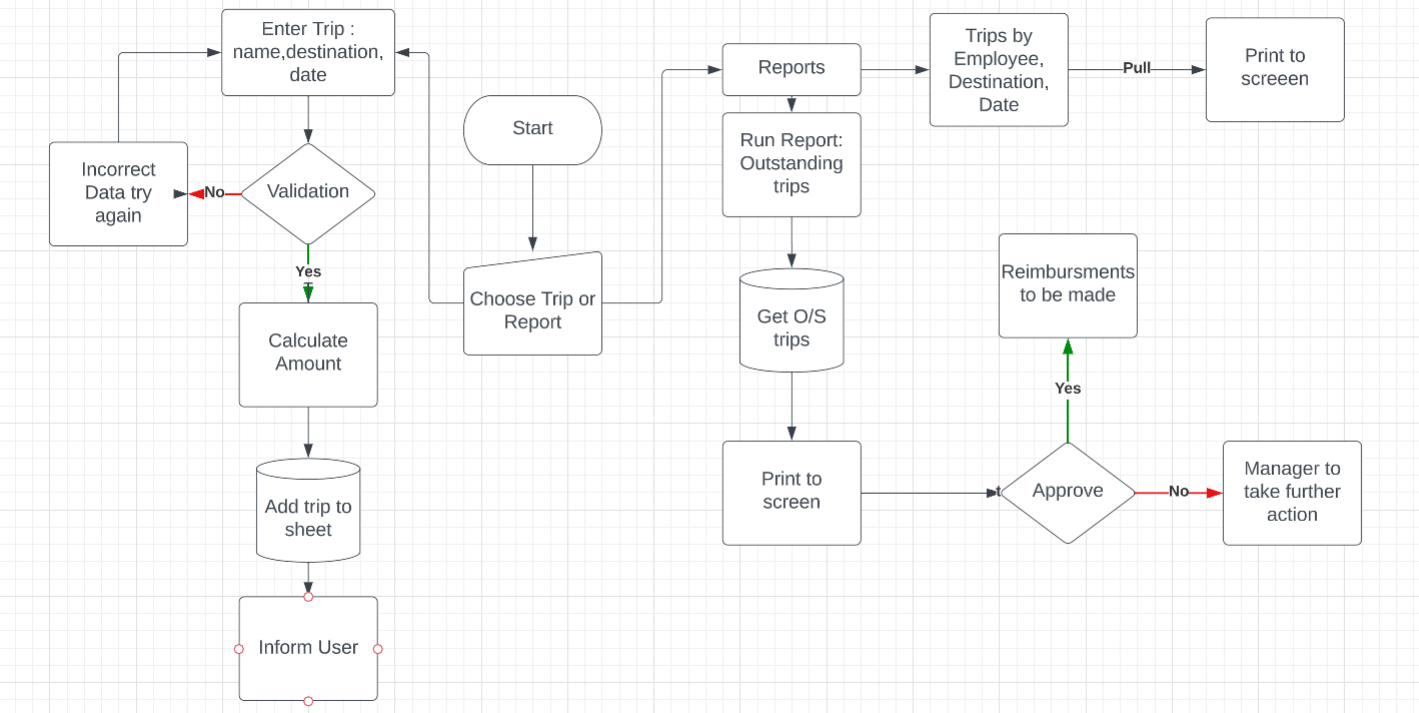 Enter Trip :
name,destination,
date
Incorrect
Data try
again
No
Validation
Yes
Calculate
Amount
Add trip to
sheet
Inform User
Start
Choose Trip or
Report
Reports
Trips by
Employee,
Destination,
Date
Pull
Print to
screeen
Run Report:
Outstanding
trips
Get O/S
trips
Print to
screen
t
Approve
Yes
Reimbursments
to be made
No
Manager to
take further
action